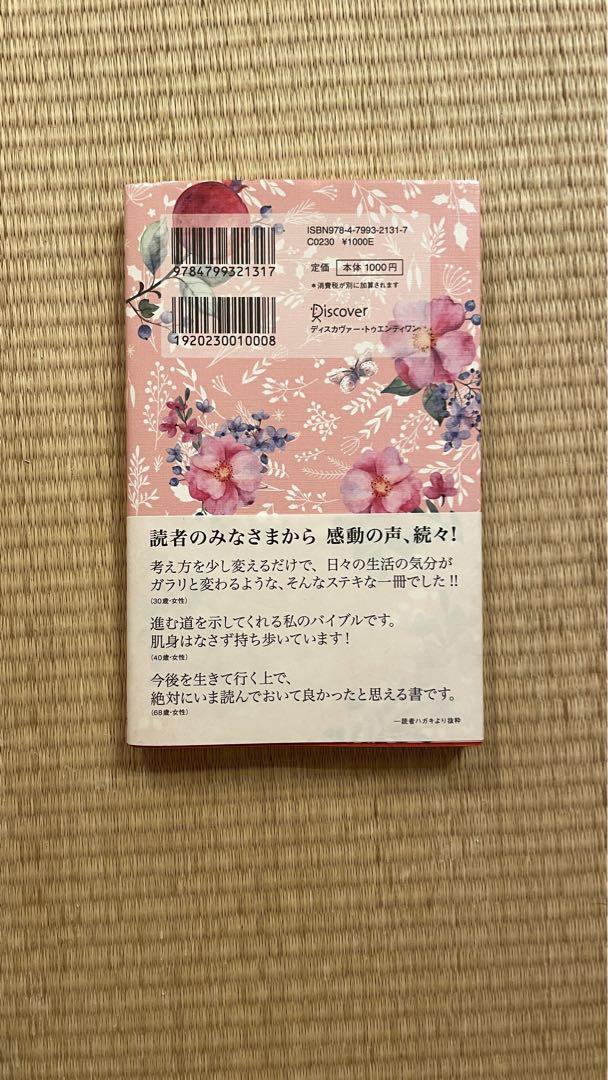 ISBN978-4-7993-2131-7
C0230 ¥1000E
9784799321317
定価 本体 1000円
＊消費税が別に加算されます
1920230010008
Discover
ディスカヴァー・トゥエンティワン
読者のみなさまから 感動の声、続々!
考え方を少し変えるだけで、日々の生活の気分が
ガラリと変わるような、そんなステキな一冊でした!!
(30歳・女性)
進む道を示してくれる私のバイブルです。
肌身はなさず持ち歩いています!
(40歳・女性)
今後を生きて行く上で、
絶対にいま読んでおいて良かったと思える書です。
(68歳・女性)
―読者ハガキより抜粋